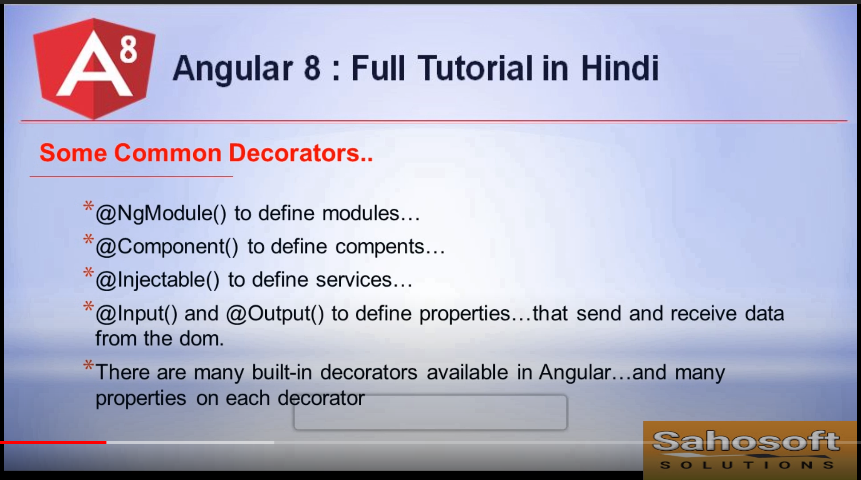 A8
Angular 8 : Full Tutorial in Hindi
Some Common Decorators..
*@NgModule() to define modules…
*@Component() to define compents…
*@Injectable() to define services…
*@Input() and @Output() to define properties…that send and receive data
from the dom.
*There are many built-in decorators available in Angular…and many
properties on each decorator
Sahosoft
SOLUTIONS